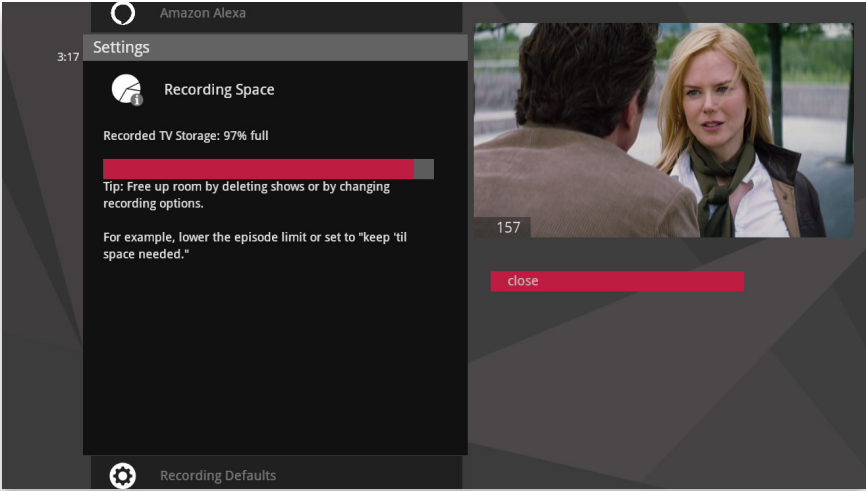 Amazon Alexa
Settings
3:17
Recording Space
Recorded TV Storage: 97% full
Tip: Free up room by deleting shows or by changing
recording options.
For example, lower the episode limit or set to "keep 'til
space needed."
157
close
Recording Defaults